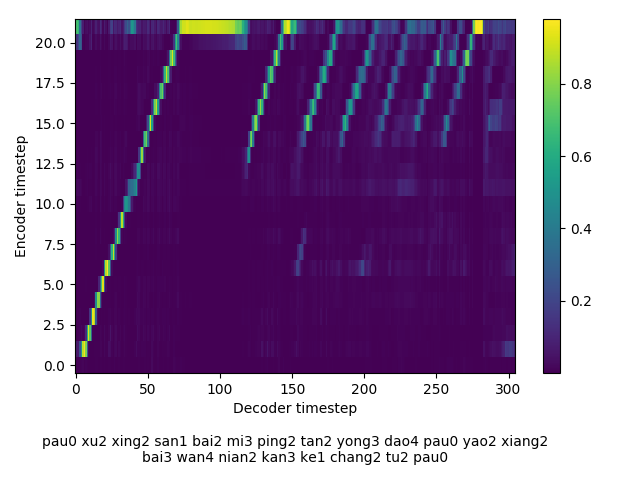 20.0
17.5
15.0
12.5
10.0
7.5
5.0
2.5
0.0
Encoder timestep
0 50 100 150 200 250 300
Decoder timestep
0.8
0.6
0.4
0.2
pau0 xu2 xing2 san1 bai2 mi3 ping2 tan2 yong3 dao4 pau0 yao2 xiang2
bai3 wan4 nian2 kan3 ke1 chang2 tu2 pau0